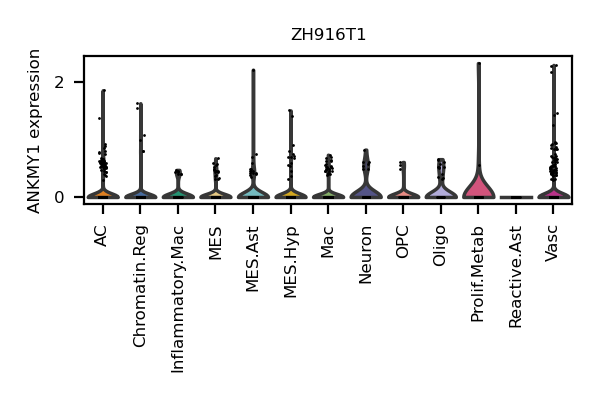 ZH916T1
ANKMY1 expression
2
0
AC
Chromatin.Reg
Inflammatory.Mac
MES
MES.Ast
MES.Hyp
Mac
Neuron
OPC
Oligo
Prolif.Metab
Reactive.Ast
Vasc